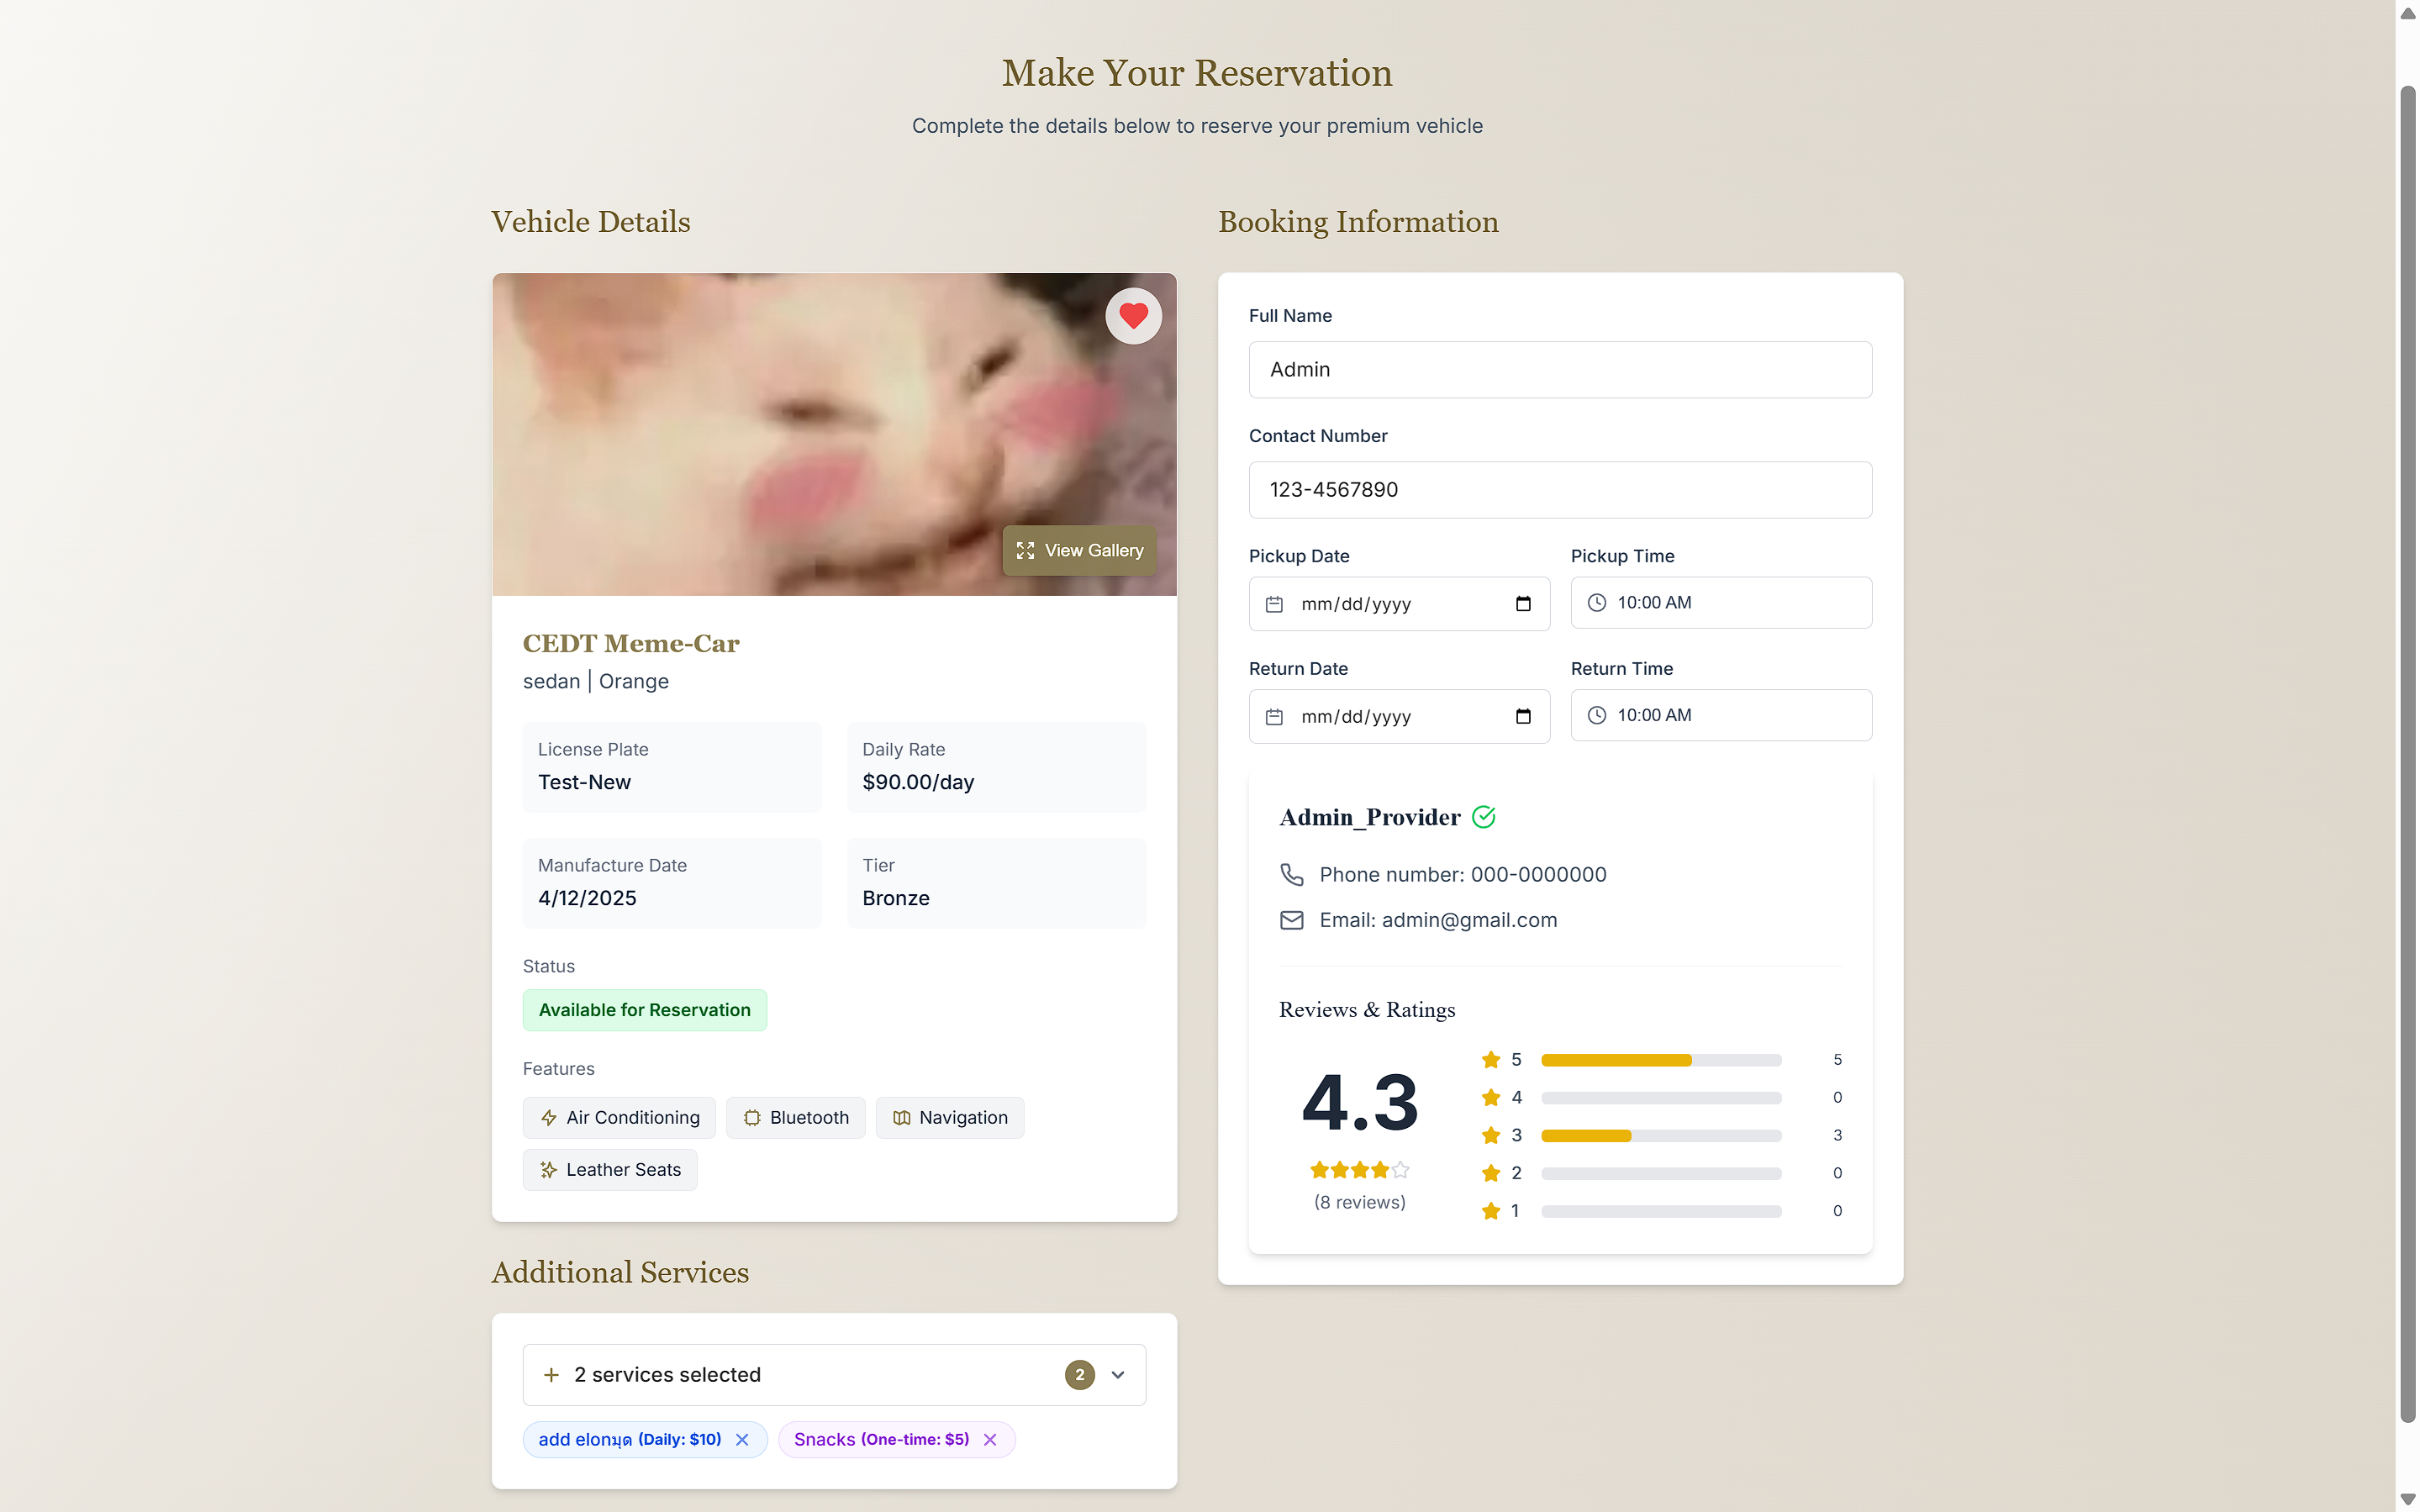 Make Your Reservation
Complete the details below to reserve your premium vehicle
Vehicle Details
View Gallery
CEDT Meme-Car
sedan | Orange
License Plate
Test-New
Daily Rate
$90.00/day
Manufacture Date
4/12/2025
Tier
Bronze
Status
Available for Reservation
Features
Air Conditioning
Bluetooth
Navigation
Leather Seats
Additional Services
2 services selected
2
add elonมุด (Daily: $10)
Snacks (One-time: $5)
Booking Information
Full Name
Admin
Contact Number
123-4567890
Pickup Date
mm/dd/yyyy
Pickup Time
10:00 AM
Return Date
mm/dd/yyyy
Return Time
10:00 AM
Admin_Provider
Phone number: 000-0000000
Email: admin@gmail.com
Reviews & Ratings
4.3
(8 reviews)
5 5
4 0
3 3
2 0
1 0